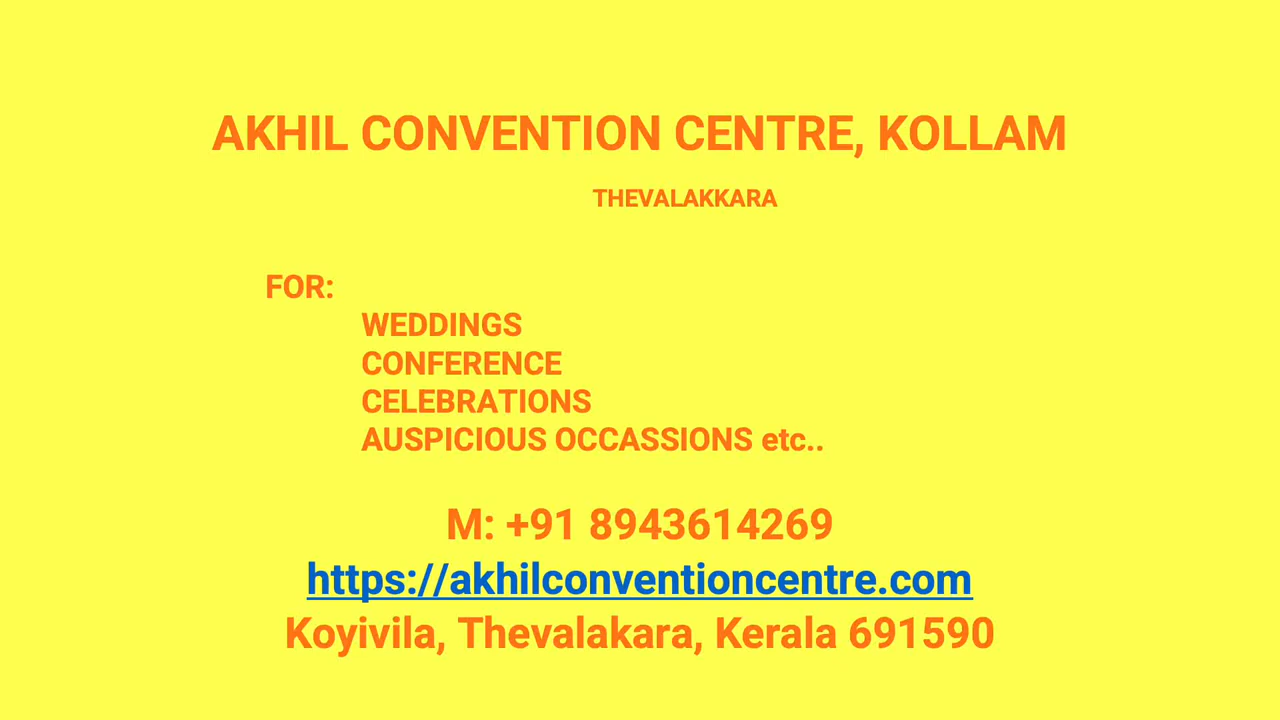 AKHIL CONVENTION CENTRE, KOLLAM
THEVALAKKARA
FOR:
WEDDINGS
CONFERENCE
CELEBRATIONS
AUSPICIOUS OCCASSIONS etc..
M: +91 8943614269
https://akhilconventioncentre.com
Koyivila, Thevalakara, Kerala 691590